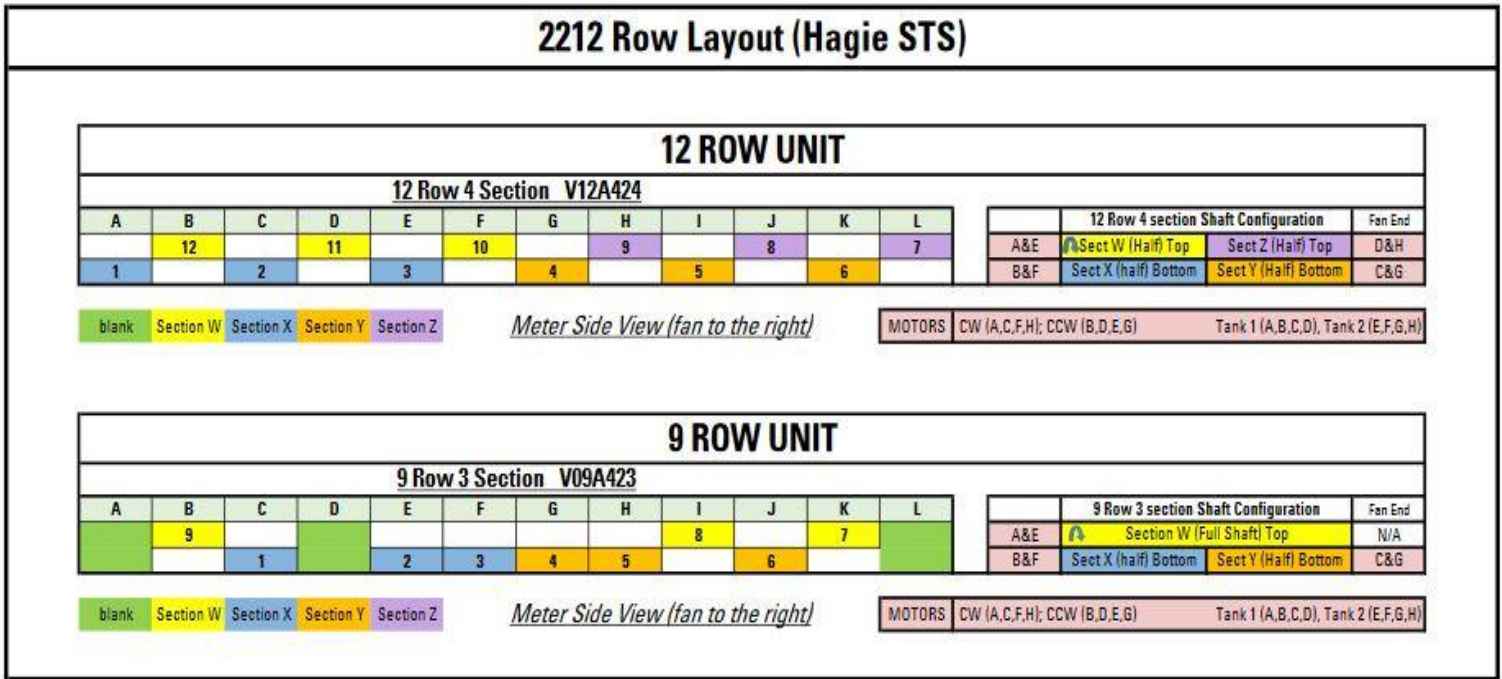 2212 Row Layout (Hagie STS)
12 ROW UNIT
12 Row 4 Section V12A424
A B C D E F G H I J K L 12 Row 4 section Shaft Configuration Fan End
12 11 10 9 8 7 A&E Sect W (Half) Top Sect Z (Half) Top D&H
1 2 3 4 5 6 B&F Sect X (half) Bottom Sect Y (Half) Bottom C&G
blank Section W Section X Section Y Section Z Meter Side View (fan to the right) MOTORS CW (A,C,F,H); CCW (B,D,E,G) Tank 1 (A,B,C,D), Tank 2 (E,F,G,H)
9 ROW UNIT
9 Row 3 Section V09A423
A B C D E F G H I J K L 9 Row 3 section Shaft Configuration Fan End
9 8 7 A&E Section W (Full Shaft) Top N/A
1 2 3 4 5 6 B&F Sect X (half) Bottom Sect Y (Half) Bottom C&G
blank Section W Section X Section Y Section Z Meter Side View (fan to the right) MOTORS CW (A,C,F,H); CCW (B,D,E,G) Tank 1 (A,B,C,D), Tank 2 (E,F,G,H)